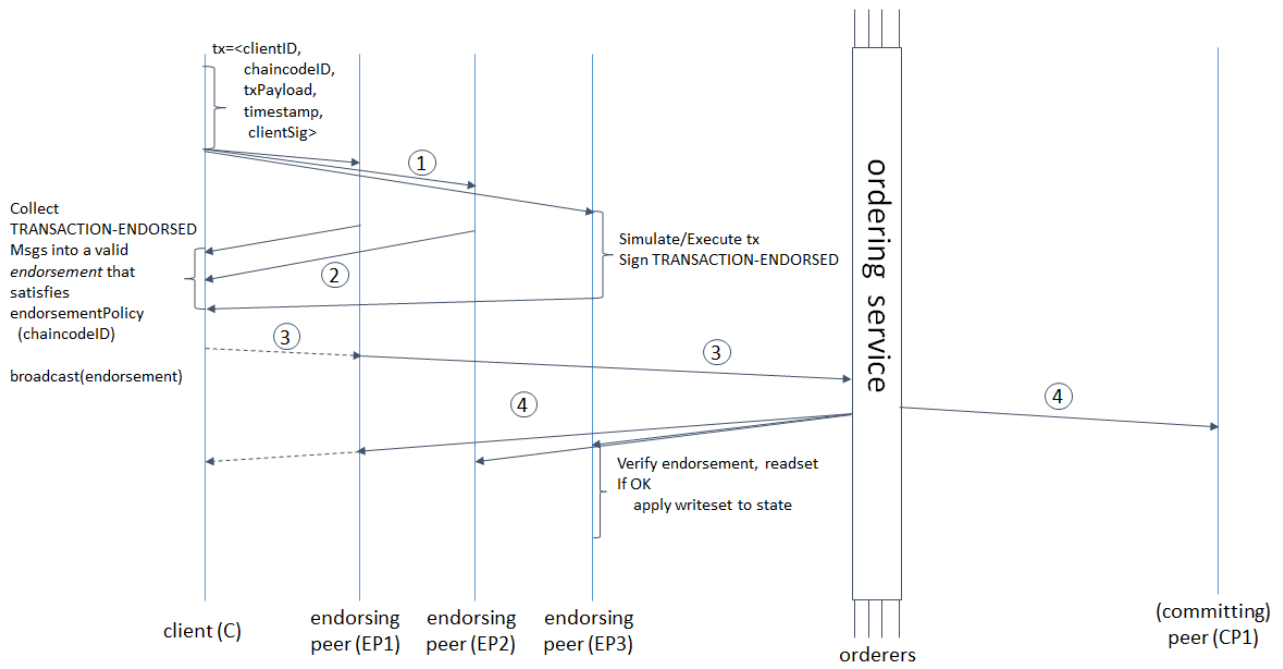 tx=<clientID,
chaincodeID,
txPayload,
timestamp,
clientSig>
1
Collect
TRANSACTION-ENDORSED
Msgs into a valid
endorsement that
satisfies
endorsementPolicy
(chaincodeID)
Simulate/Execute tx
Sign TRANSACTION-ENDORSED
2
3
3
broadcast(endorsement)
4
4
Verify endorsement, readset
If OK
apply writeset to state
ordering service
client (C)
endorsing
peer (EP1)
endorsing
peer (EP2)
endorsing
peer (EP3)
orderers
(committing)
peer (CP1)